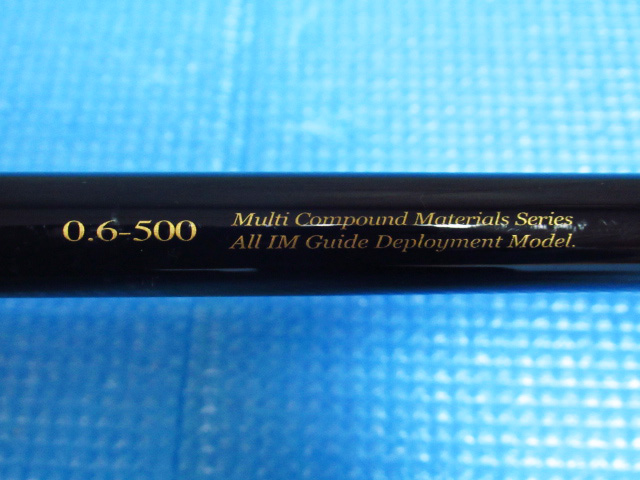 0.6-500
Multi Compound Materials Series
All IM Guide Deployment Model.